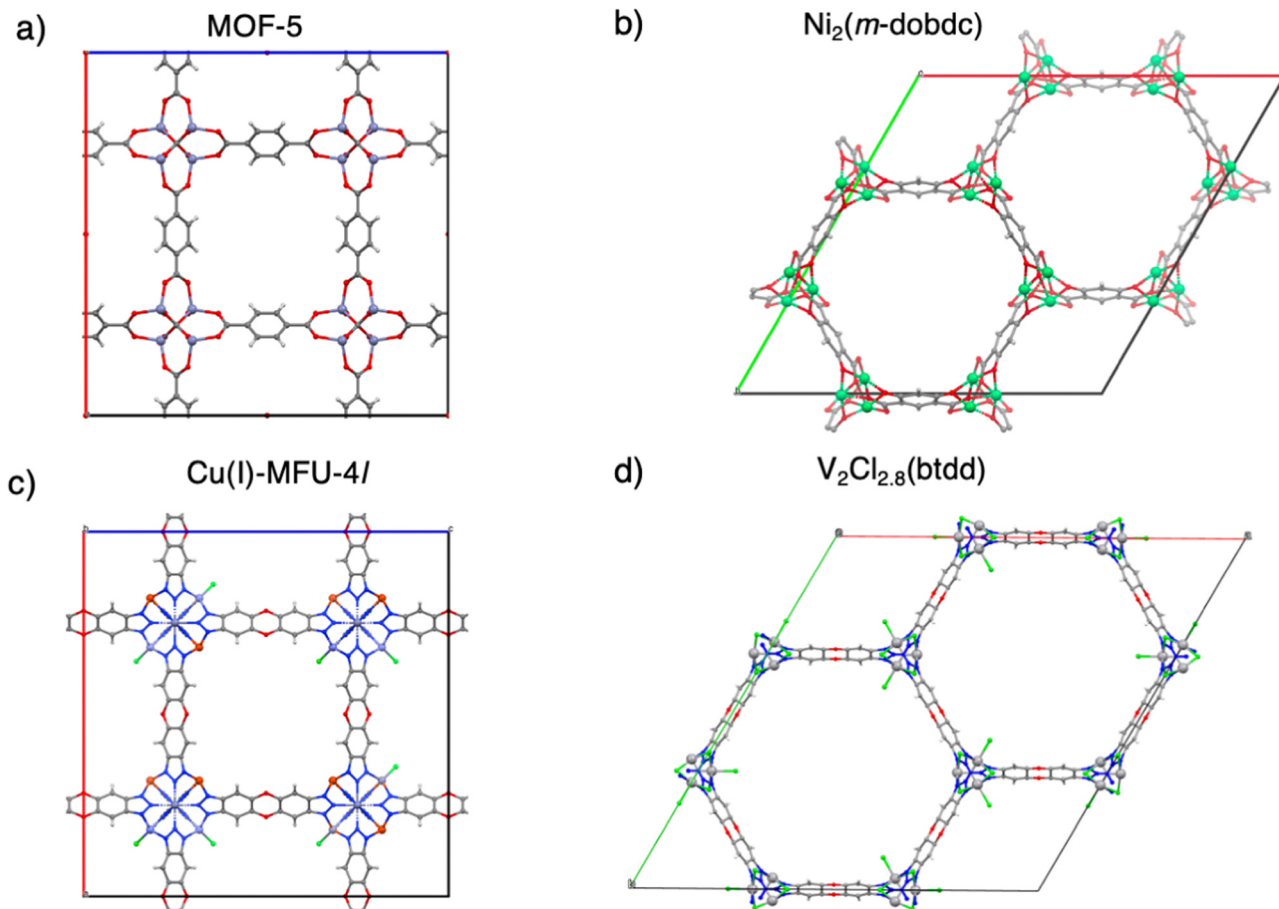 a)
MOF-5
b)
Ni₂(m-dobdc)
c)
Cu(I)-MFU-4l
d)
V₂Cl₂.₈(btdd)